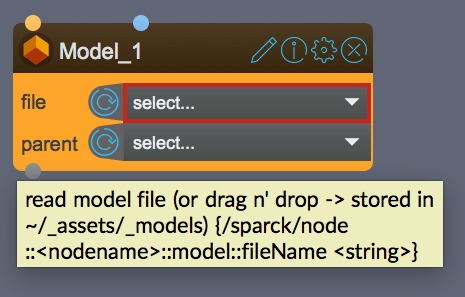 Model_1
file select...
parent select...
read model file (or drag n' drop -> stored in
~/_assets/_models) {/sparck/node
::<nodename>::model::fileName <string>}